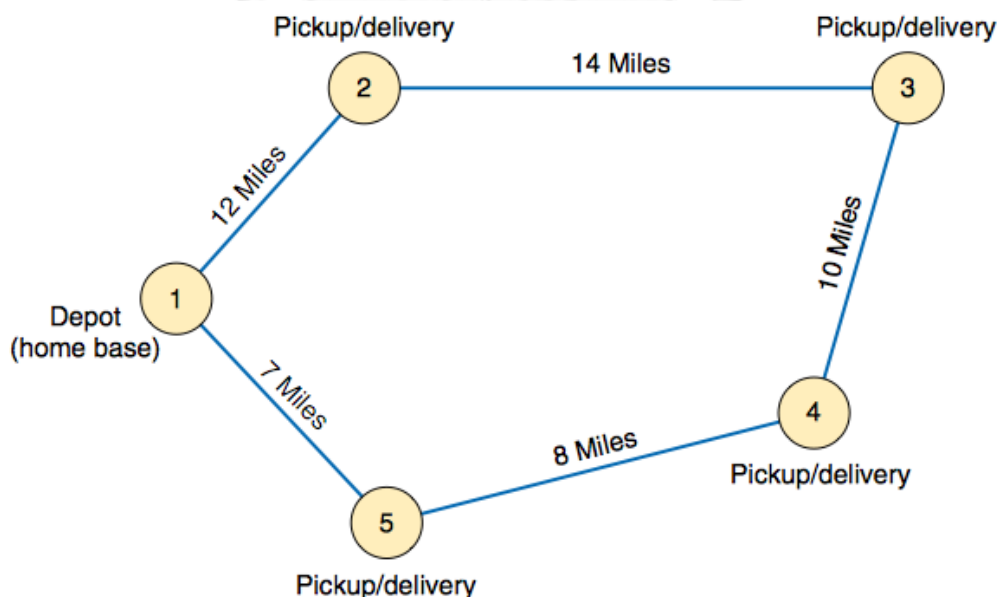 Pickup/delivery
Pickup/delivery
14 Miles
2
3
12 Miles
10 Miles
1
Depot
(home base)
7 Miles
4
8 Miles
Pickup/delivery
5
Pickup/delivery